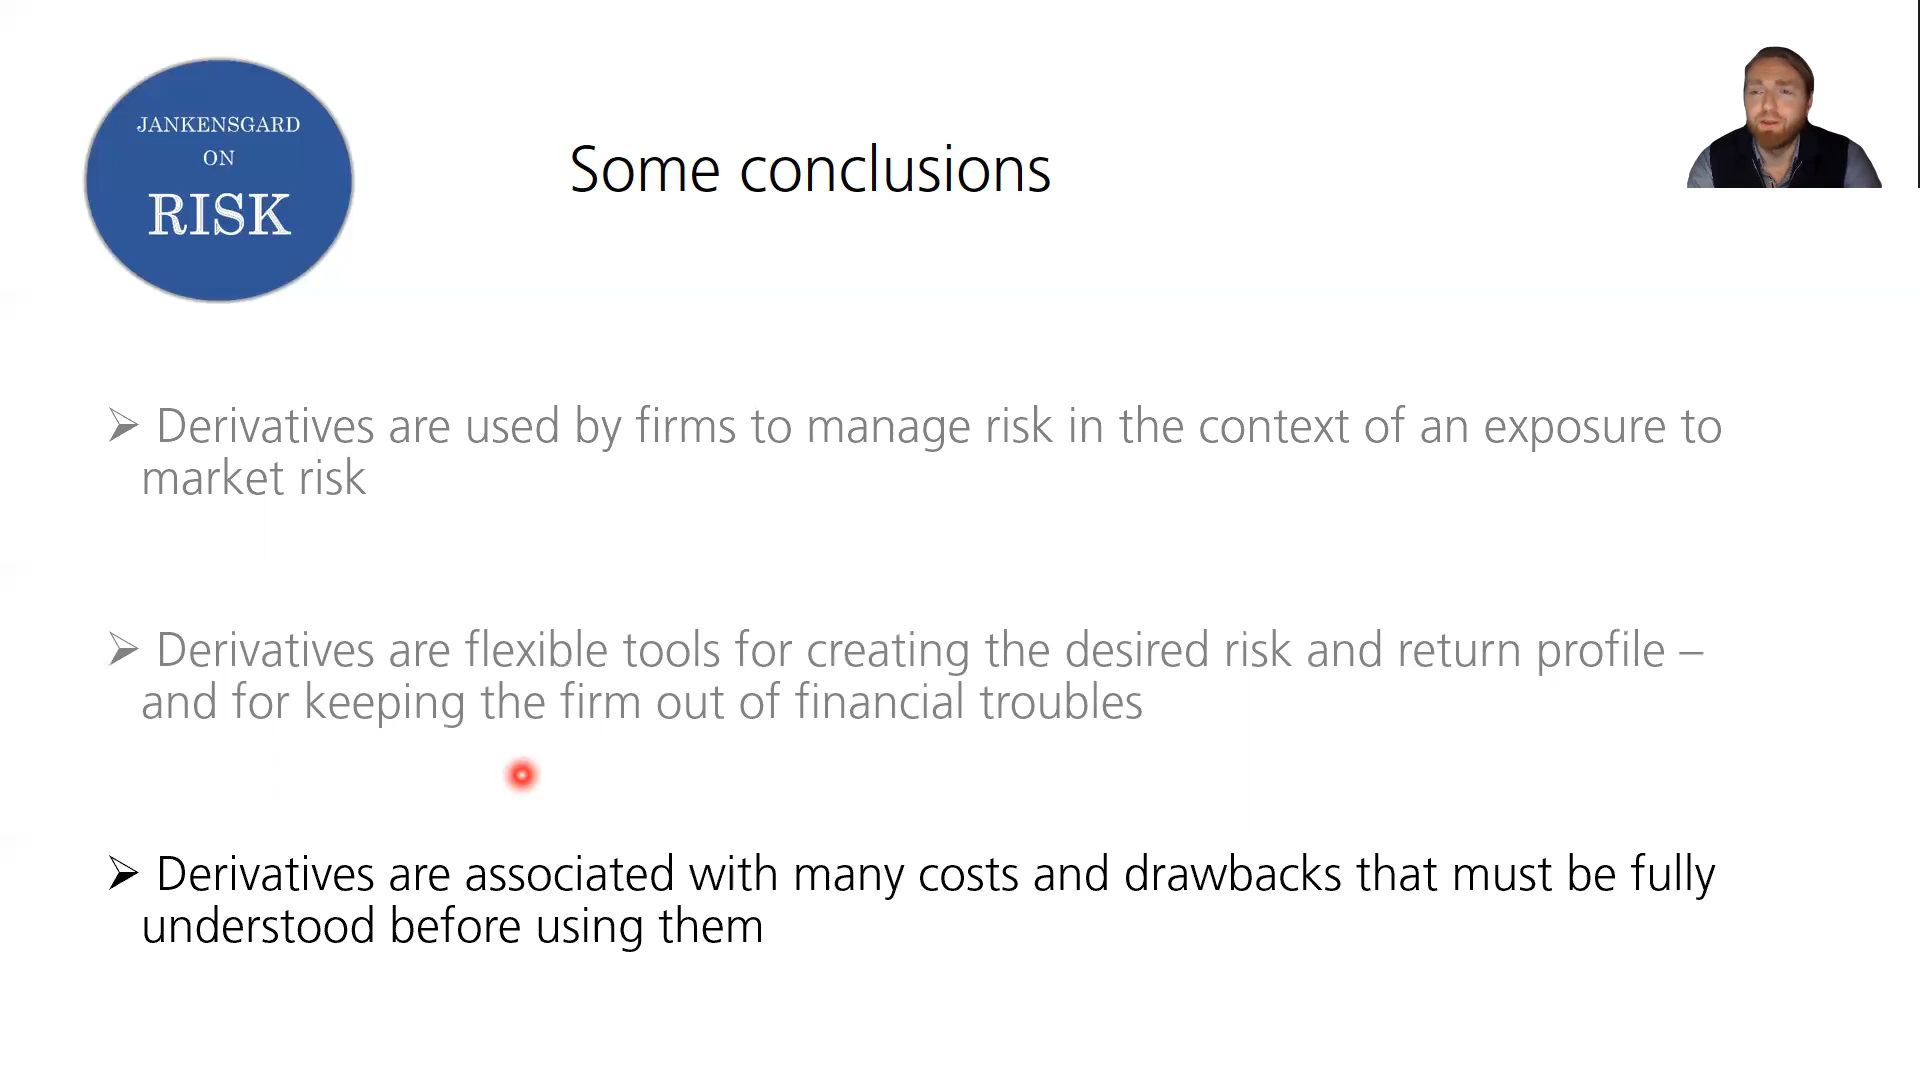 JANKENSGARD
ON
RISK
Some conclusions
➢ Derivatives are used by firms to manage risk in the context of an exposure to
market risk
➢ Derivatives are flexible tools for creating the desired risk and return profile –
and for keeping the firm out of financial troubles
➢ Derivatives are associated with many costs and drawbacks that must be fully
understood before using them